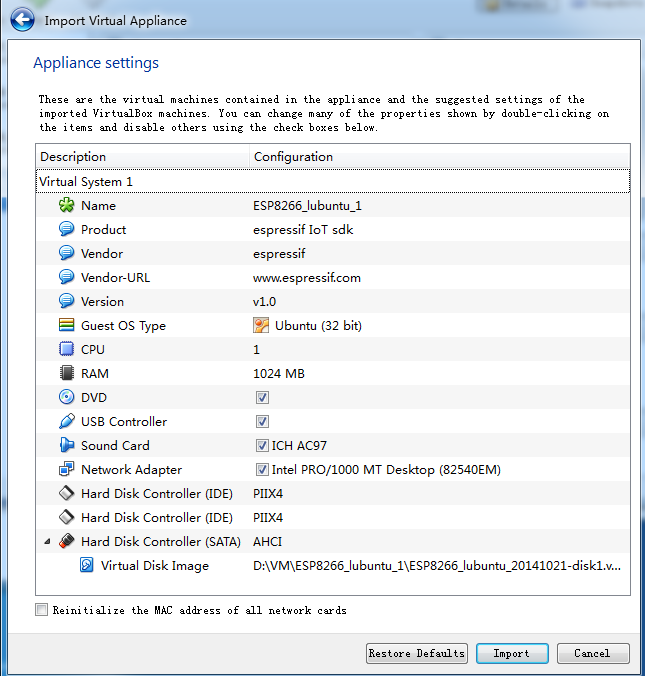 Import Virtual Appliance
Appliance settings
These are the virtual machines contained in the appliance and the suggested settings of the
imported VirtualBox machines. You can change many of the properties shown by double-clicking on
the items and disable others using the check boxes below.
Description Configuration
Virtual System 1
Name ESP8266_lubuntu_1
Product espressif IoT sdk
Vendor espressif
Vendor-URL www.espressif.com
Version v1.0
Guest OS Type Ubuntu (32 bit)
CPU 1
RAM 1024 MB
DVD
USB Controller
Sound Card ICH AC97
Network Adapter Intel PRO/1000 MT Desktop (82540EM)
Hard Disk Controller (IDE) PIIX4
Hard Disk Controller (IDE) PIIX4
Hard Disk Controller (SATA) AHCI
Virtual Disk Image D:\VM\ESP8266_lubuntu_1\ESP8266_lubuntu_20141021-disk1.v...
Reinitialize the MAC address of all network cards
Restore Defaults Import Cancel